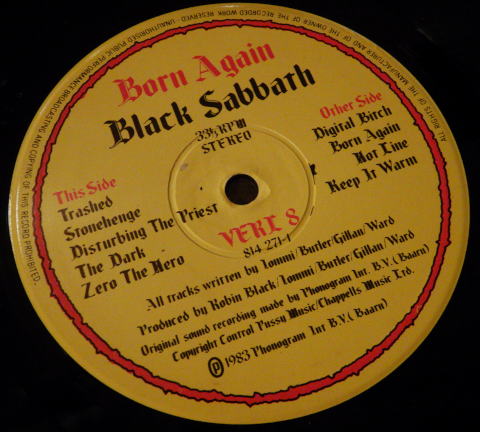 ALL RIGHTS OF THE MANUFACTURER AND OF THE OWNER OF THE RECORDED WORK RESERVED · UNAUTHORISED PUBLIC PERFORMANCE BROADCASTING AND COPYING OF THIS RECORD PROHIBITED.
Born Again
Black Sabbath
33⅓ RPM
STEREO
This Side
Trashed
Stonehenge
Disturbing The Priest
The Dark
Zero The Hero
Other Side
Digital Bitch
Born Again
Hot Line
Keep It Warm
VERL 8
814 271-1
All tracks written by Iommi/Butler/Gillan/Ward
Produced by Robin Black/Iommi/Butler/Gillan/Ward
Original sound recording made by Phonogram Int B.V. (Baarn)
Copyright Control Pussy Music/Chappells Music Ltd.
℗ 1983 Phonogram Int B.V. (Baarn)